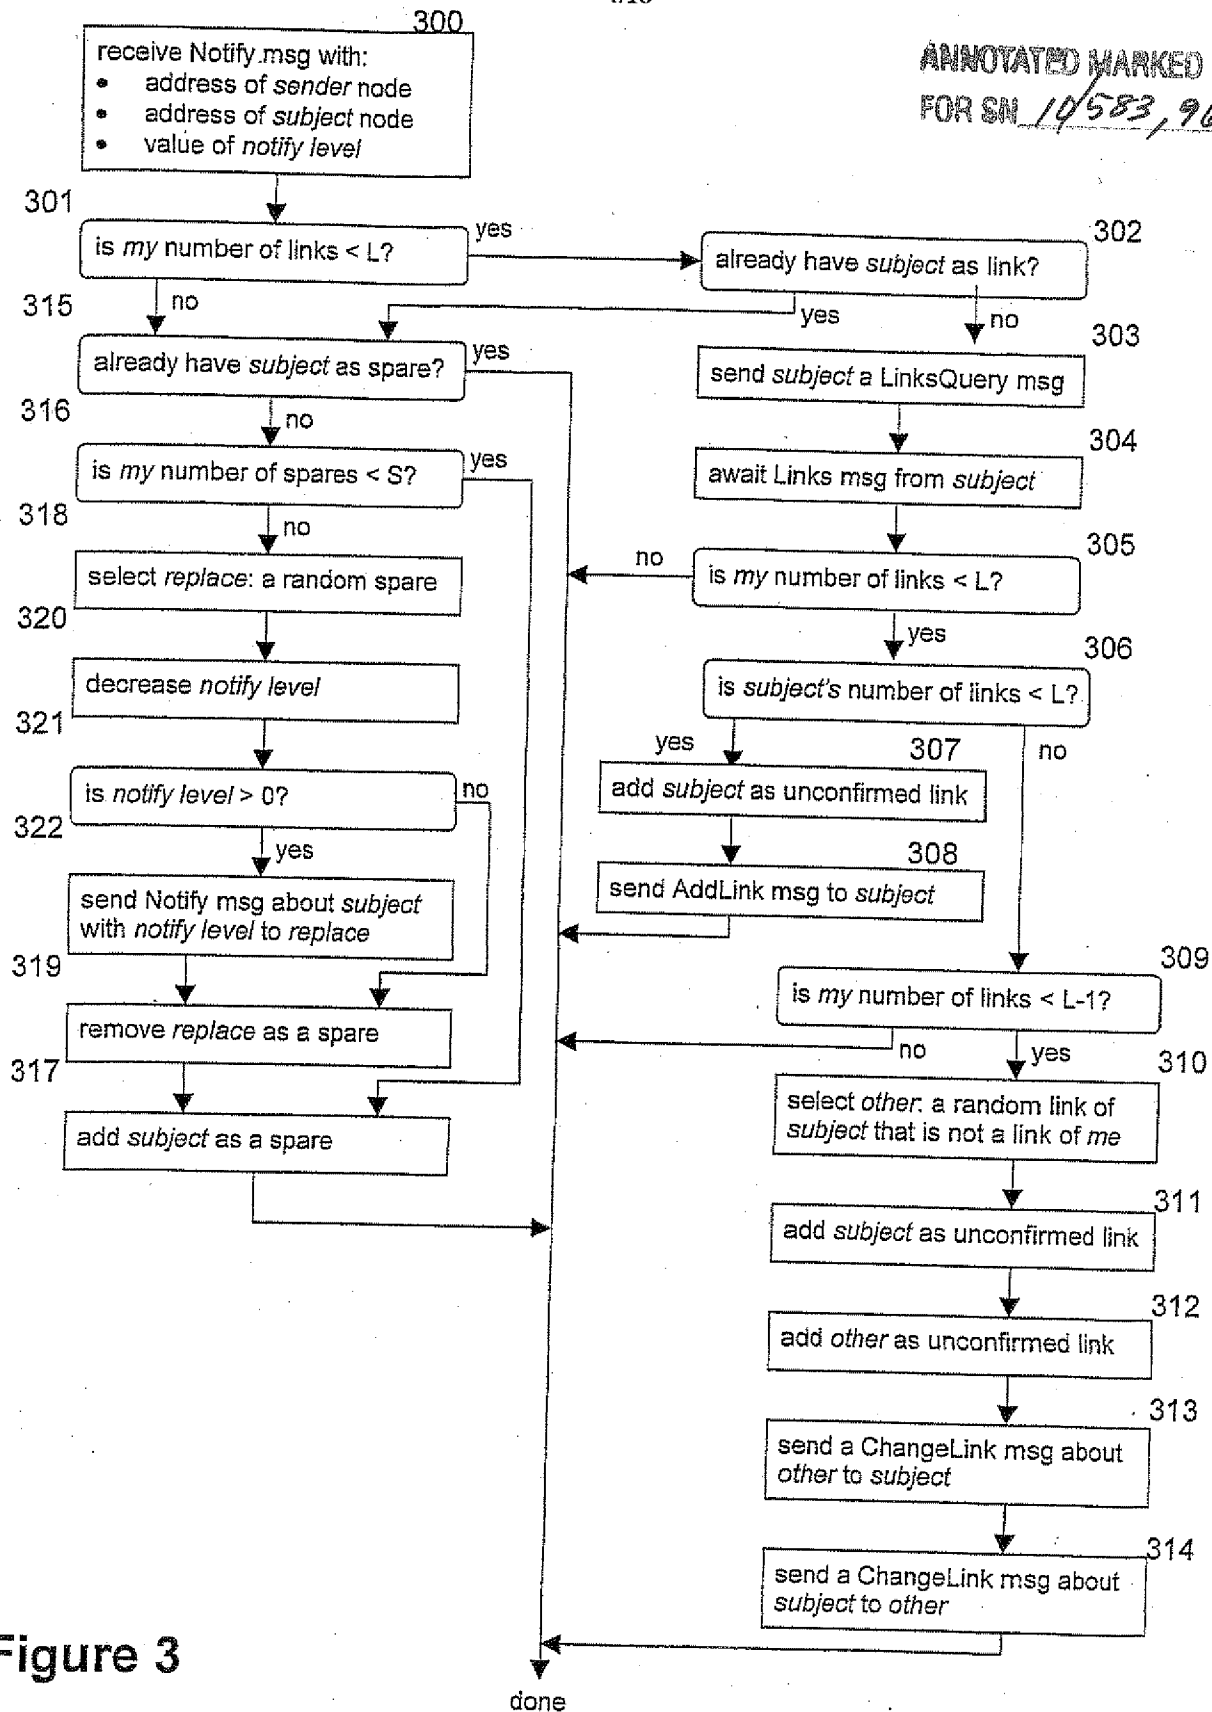 300
receive Notify msg with:
• address of sender node
• address of subject node
• value of notify level
ANNOTATED MARKED
FOR SN 10/583,96
301
is my number of links < L?
yes
no
302
already have subject as link?
yes
no
315
already have subject as spare?
yes
no
303
send subject a LinksQuery msg
316
is my number of spares < S?
yes
no
304
await Links msg from subject
318
select replace: a random spare
305
is my number of links < L?
no
yes
320
decrease notify level
306
is subject's number of links < L?
yes
no
321
is notify level > 0?
no
yes
307
add subject as unconfirmed link
322
send Notify msg about subject
with notify level to replace
308
send AddLink msg to subject
319
remove replace as a spare
309
is my number of links < L-1?
no
yes
317
add subject as a spare
310
select other: a random link of
subject that is not a link of me
311
add subject as unconfirmed link
312
add other as unconfirmed link
313
send a ChangeLink msg about
other to subject
314
send a ChangeLink msg about
subject to other
Figure 3
done